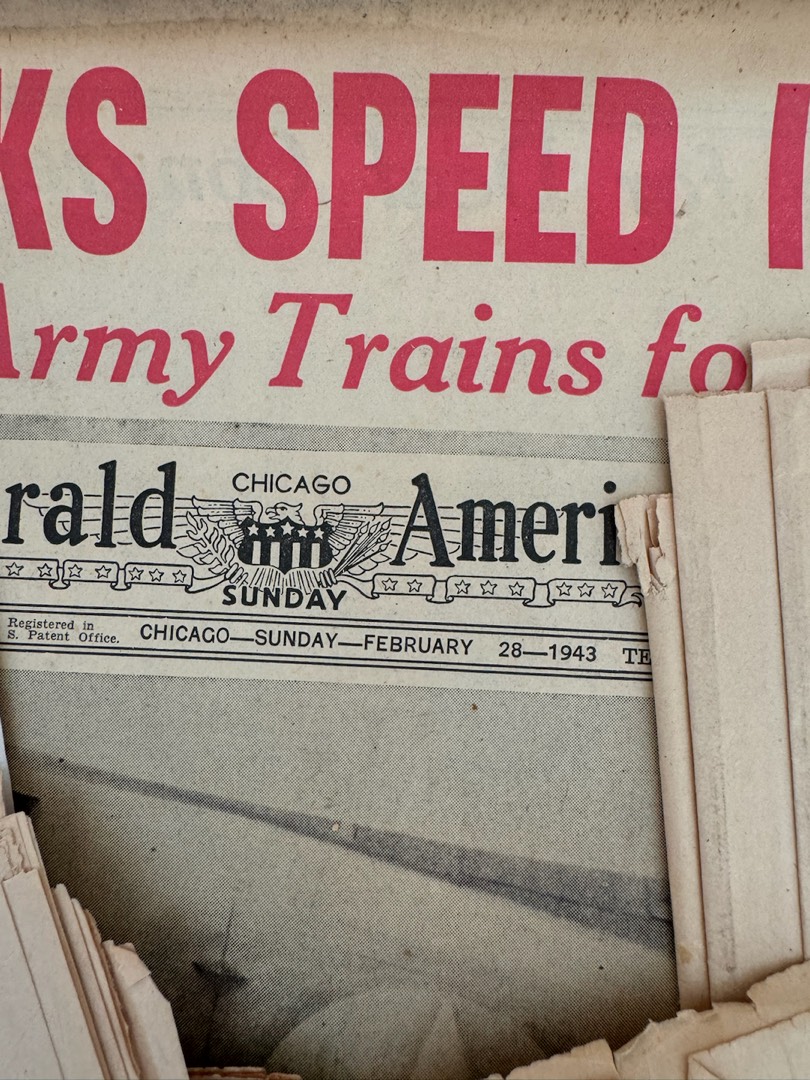 KS SPEED I
Army Trains fo
rald CHICAGO Ameri
SUNDAY
Registered in
S. Patent Office.
CHICAGO—SUNDAY—FEBRUARY 28—1943 TE